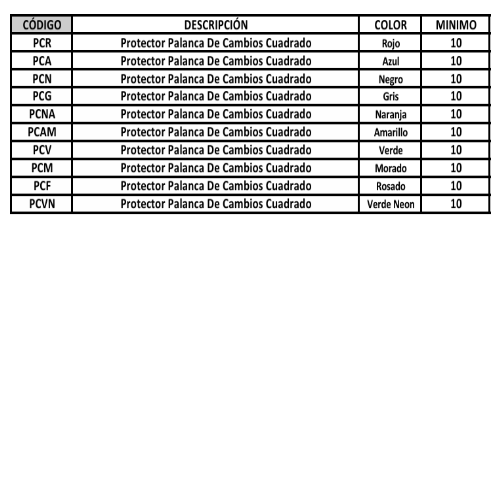 CÓDIGO DESCRIPCIÓN COLOR MINIMO
PCR Protector Palanca De Cambios Cuadrado Rojo 10
PCA Protector Palanca De Cambios Cuadrado Azul 10
PCN Protector Palanca De Cambios Cuadrado Negro 10
PCG Protector Palanca De Cambios Cuadrado Gris 10
PCNA Protector Palanca De Cambios Cuadrado Naranja 10
PCAM Protector Palanca De Cambios Cuadrado Amarillo 10
PCV Protector Palanca De Cambios Cuadrado Verde 10
PCM Protector Palanca De Cambios Cuadrado Morado 10
PCF Protector Palanca De Cambios Cuadrado Rosado 10
PCVN Protector Palanca De Cambios Cuadrado Verde Neon 10